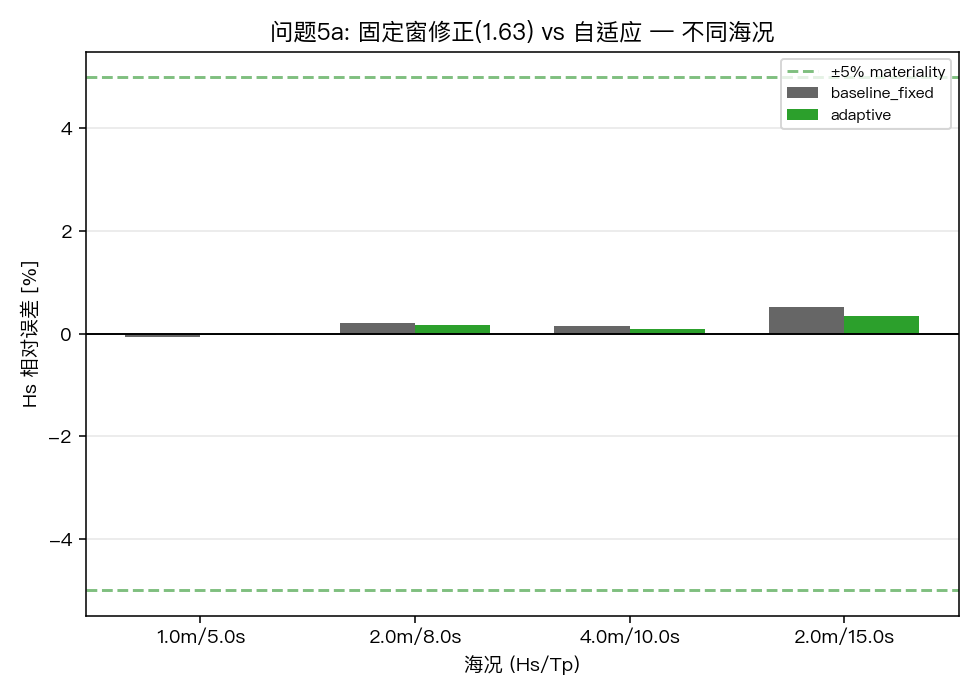 问题5a: 固定窗修正(1.63) vs 自适应 — 不同海况
±5% materiality
baseline_fixed
adaptive
Hs 相对误差 [%]
4
2
0
−2
−4
1.0m/5.0s
2.0m/8.0s
4.0m/10.0s
2.0m/15.0s
海况 (Hs/Tp)